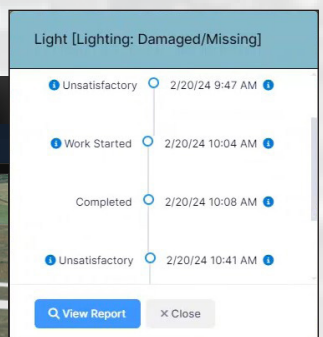 Light [Lighting: Damaged/Missing]
Unsatisfactory 2/20/24 9:47 AM
Work Started 2/20/24 10:04 AM
Completed 2/20/24 10:08 AM
Unsatisfactory 2/20/24 10:41 AM
View Report × Close